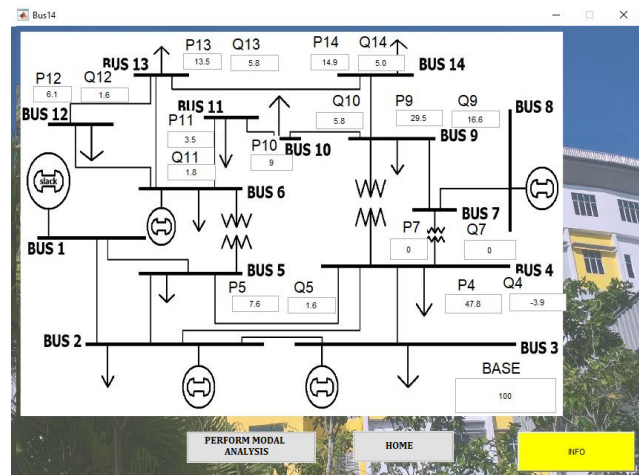 Bus14
P13 Q13 P14 Q14
13.5 5.8 14.9 5.0
BUS 13 BUS 14
P12 Q12
6.1 1.6
BUS 12
BUS 11
P11
3.5
Q11
1.8
Q10
5.8
P10
9
BUS 10
P9 Q9
29.5 16.6
BUS 9
BUS 8
slack
BUS 6
BUS 7
P7 Q7
0 0
BUS 1
BUS 5
BUS 4
P5 Q5
7.6 1.6
P4 Q4
47.8 -3.9
BUS 2
BUS 3
BASE
100
PERFORM MODAL
ANALYSIS
HOME
INFO